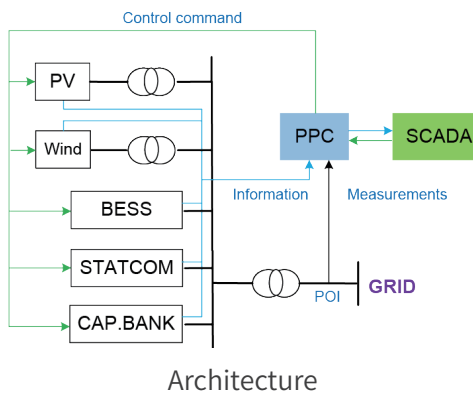 Control command
PV
Wind
PPC
SCADA
BESS
Information
Measurements
STATCOM
POI
GRID
CAP.BANK
Architecture